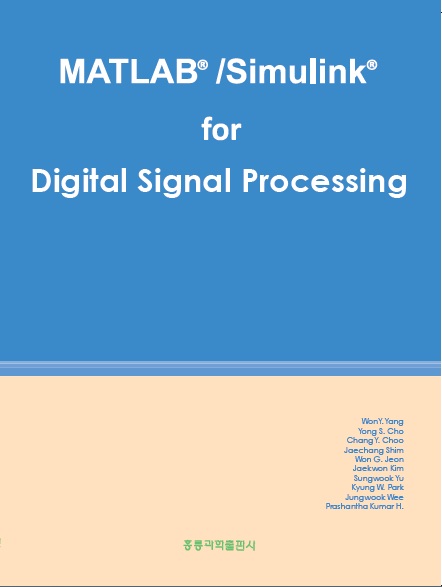 MATLAB® /Simulink®
for
Digital Signal Processing
Won Y. Yang
Yong S. Cho
Chang Y. Choo
Jaechang Shim
Won G. Jeon
Jaekwon Kim
Sungwook Yu
Kyung W. Park
Jungwook Wee
Prashantha Kumar H.
홍릉과학출판사